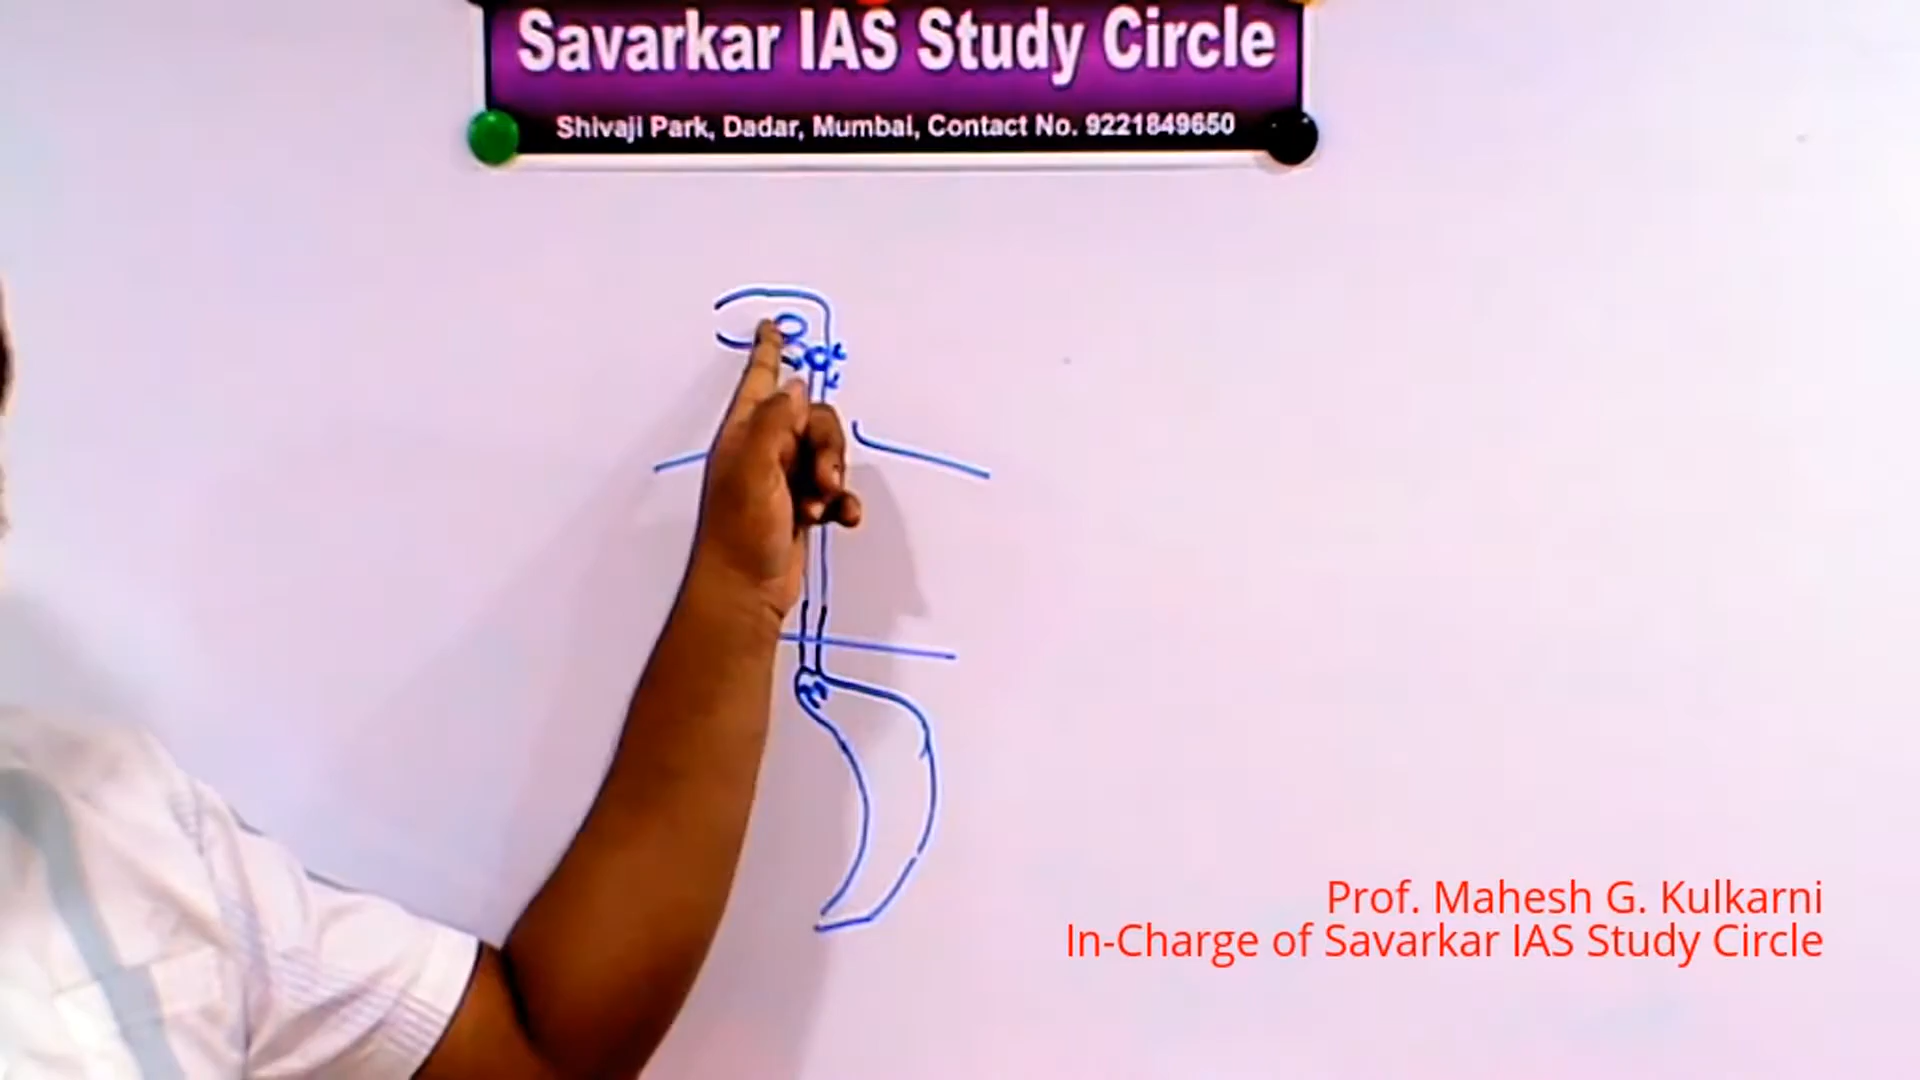 Savarkar IAS Study Circle
Shivaji Park, Dadar, Mumbai, Contact No. 9221849650
Prof. Mahesh G. Kulkarni
In-Charge of Savarkar IAS Study Circle